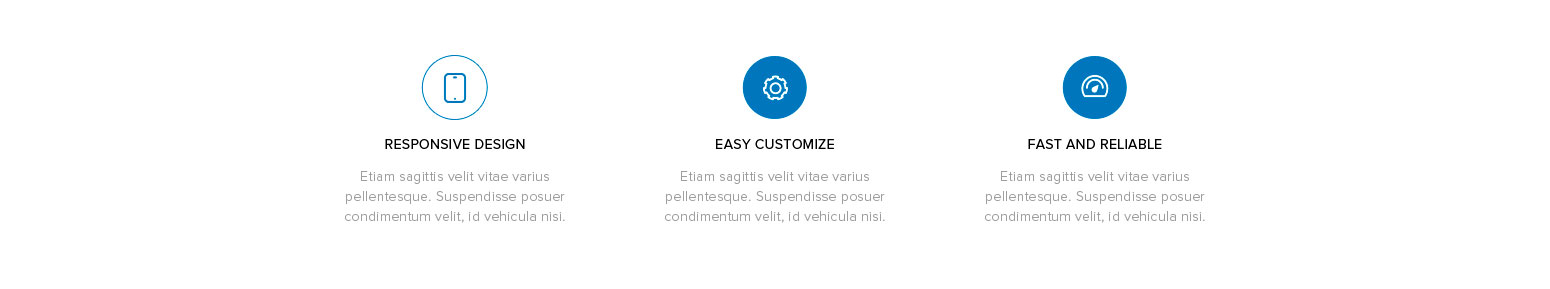 RESPONSIVE DESIGN
Etiam sagittis velit vitae varius
pellentesque. Suspendisse posuer
condimentum velit, id vehicula nisi.
EASY CUSTOMIZE
Etiam sagittis velit vitae varius
pellentesque. Suspendisse posuer
condimentum velit, id vehicula nisi.
FAST AND RELIABLE
Etiam sagittis velit vitae varius
pellentesque. Suspendisse posuer
condimentum velit, id vehicula nisi.